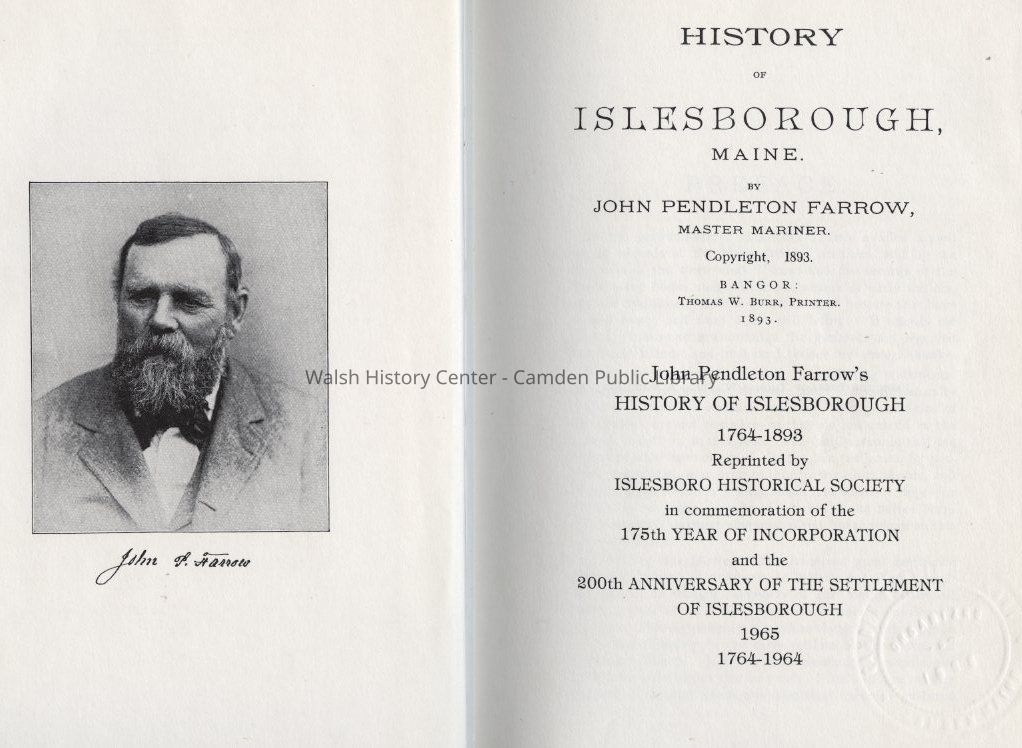 John P. Farrow
HISTORY
OF
ISLESBOROUGH,
MAINE.
BY
JOHN PENDLETON FARROW,
MASTER MARINER.
Copyright, 1893.
BANGOR:
THOMAS W. BURR, PRINTER.
1893.
Walsh History Center - Camden Public Library
John Pendleton Farrow's
HISTORY OF ISLESBOROUGH
1764-1893
Reprinted by
ISLESBORO HISTORICAL SOCIETY
in commemoration of the
175th YEAR OF INCORPORATION
and the
200th ANNIVERSARY OF THE SETTLEMENT
OF ISLESBOROUGH
1965
1764-1964